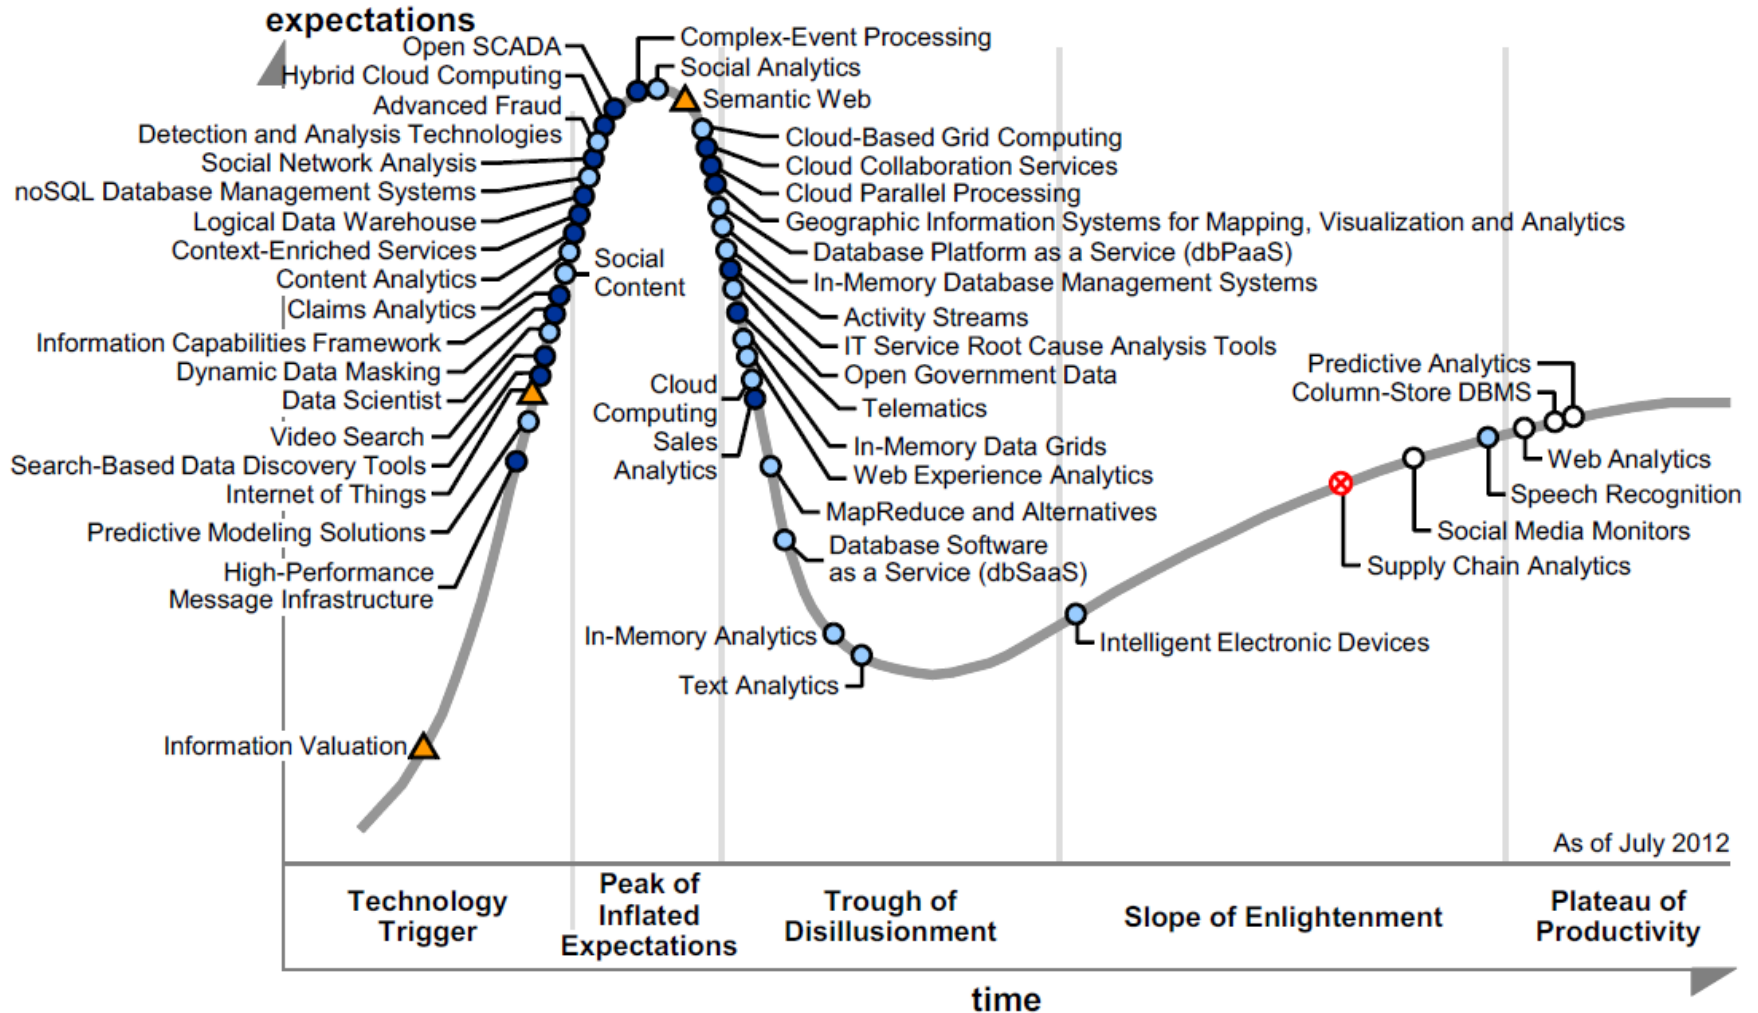 expectations
Open SCADA
Hybrid Cloud Computing
Advanced Fraud
Detection and Analysis Technologies
Social Network Analysis
noSQL Database Management Systems
Logical Data Warehouse
Context-Enriched Services
Content Analytics
Claims Analytics
Information Capabilities Framework
Dynamic Data Masking
Data Scientist
Video Search
Search-Based Data Discovery Tools
Internet of Things
Predictive Modeling Solutions
High-Performance
Message Infrastructure
Information Valuation
Complex-Event Processing
Social Analytics
Semantic Web
Social
Content
Cloud-Based Grid Computing
Cloud Collaboration Services
Cloud Parallel Processing
Geographic Information Systems for Mapping, Visualization and Analytics
Database Platform as a Service (dbPaaS)
In-Memory Database Management Systems
Activity Streams
IT Service Root Cause Analysis Tools
Open Government Data
Telematics
In-Memory Data Grids
Web Experience Analytics
Cloud
Computing
Sales
Analytics
MapReduce and Alternatives
Database Software
as a Service (dbSaaS)
In-Memory Analytics
Text Analytics
Predictive Analytics
Column-Store DBMS
Web Analytics
Speech Recognition
Social Media Monitors
Supply Chain Analytics
Intelligent Electronic Devices
As of July 2012
Technology
Trigger
Peak of
Inflated
Expectations
Trough of
Disillusionment
Slope of Enlightenment
Plateau of
Productivity
time